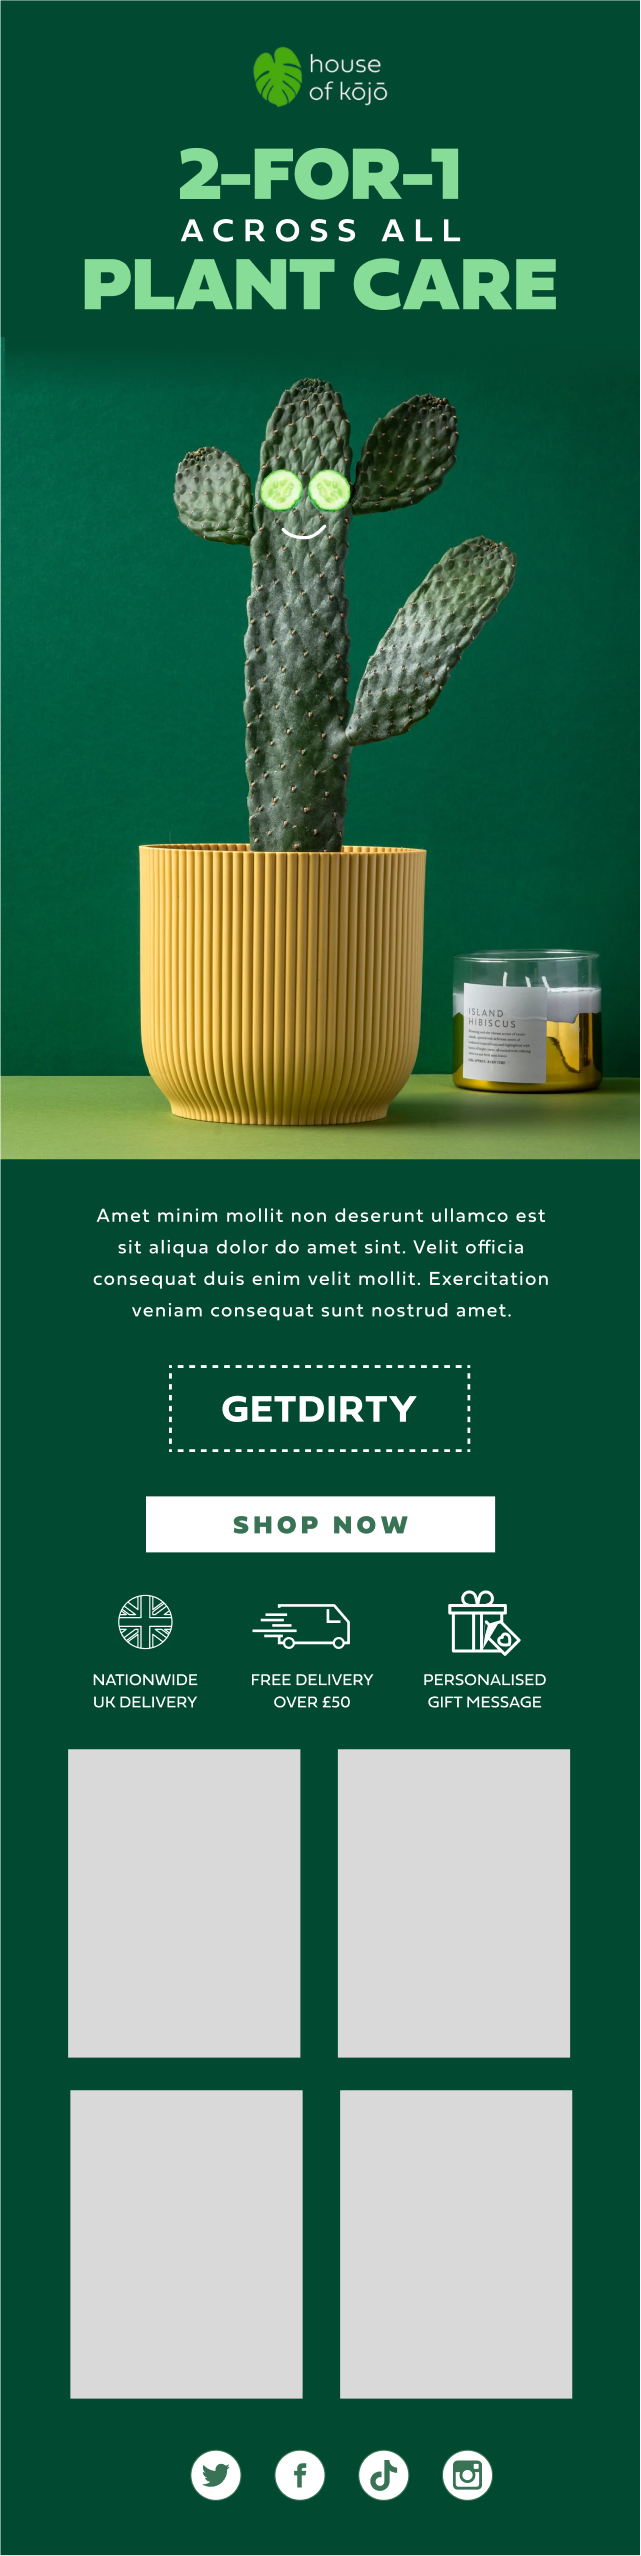 house
of kōjō
2-FOR-1
ACROSS ALL
PLANT CARE
ISLAND
HIBISCUS
Amet minim mollit non deserunt ullamco est
sit aliqua dolor do amet sint. Velit officia
consequat duis enim velit mollit. Exercitation
veniam consequat sunt nostrud amet.
GETDIRTY
SHOP NOW
NATIONWIDE
UK DELIVERY
FREE DELIVERY
OVER £50
PERSONALISED
GIFT MESSAGE